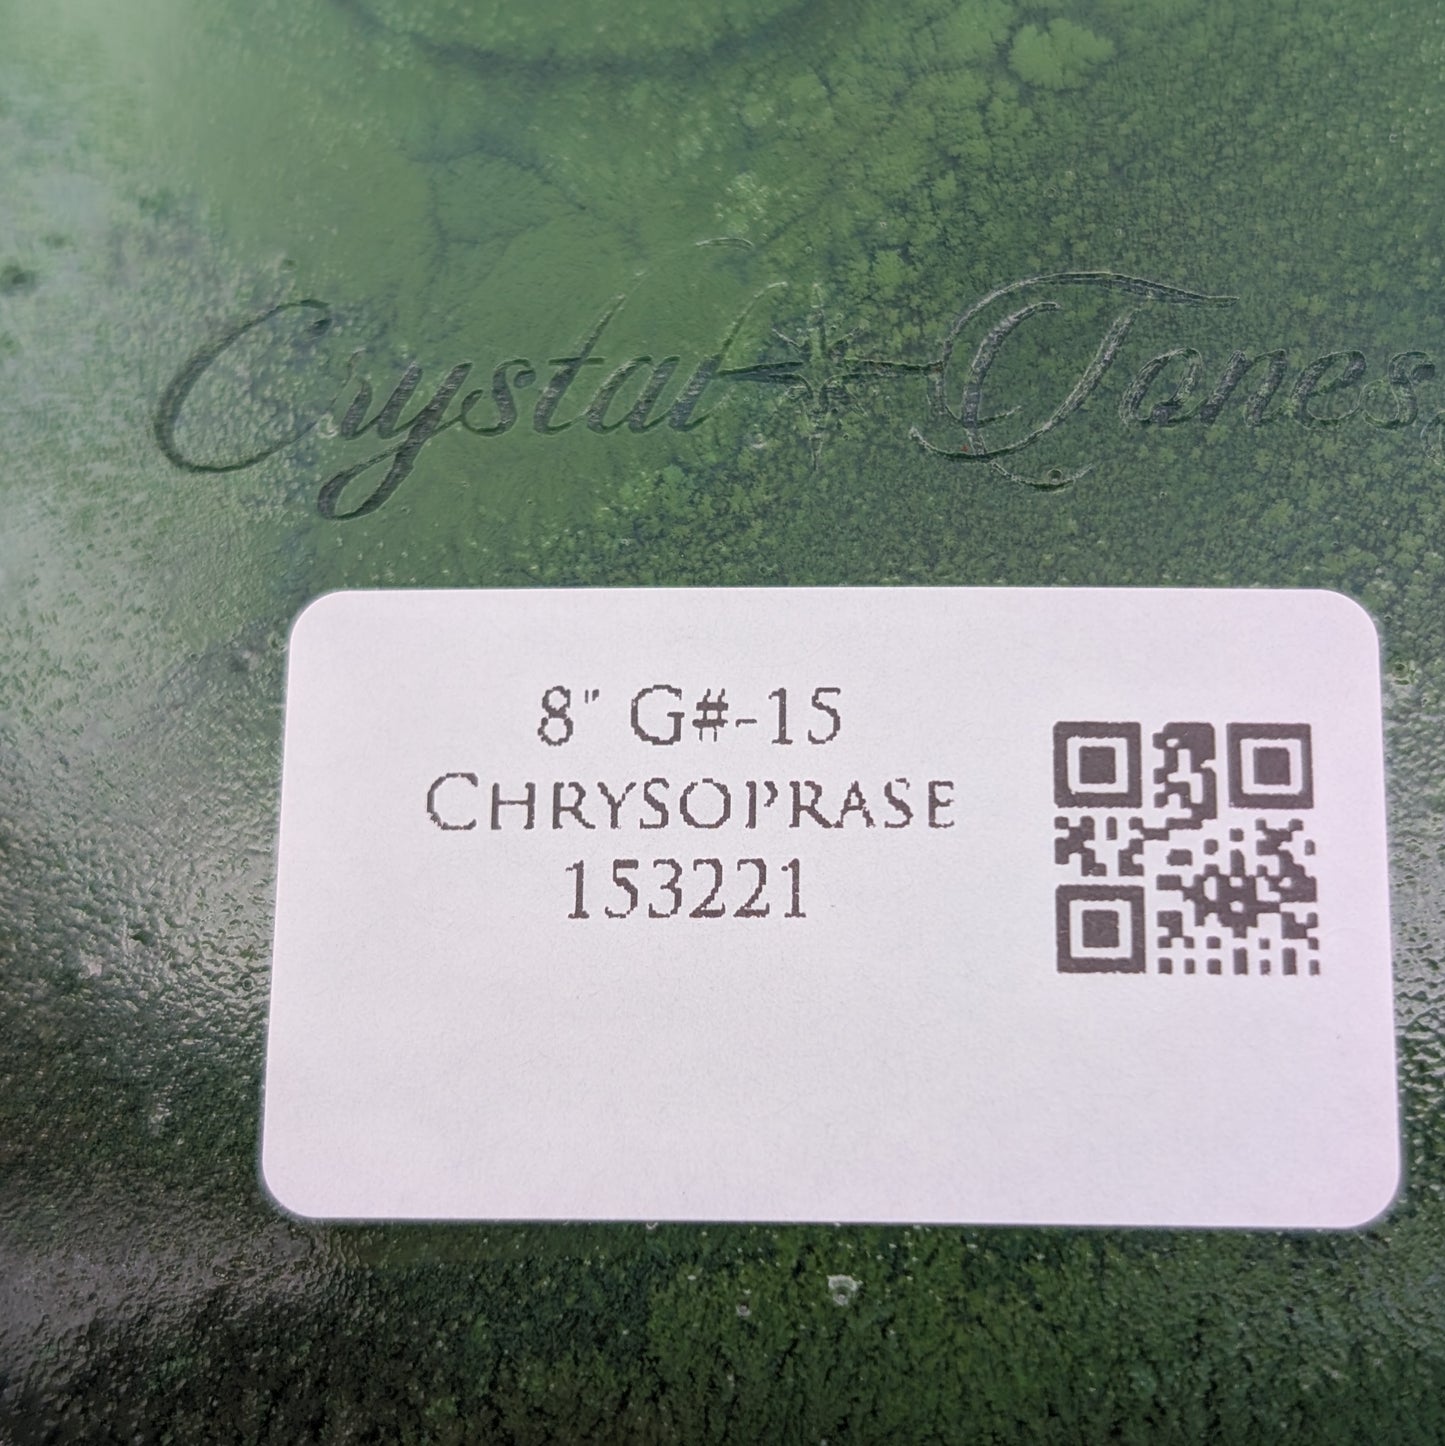 Crystal Tones
8" G#-15
CHRYSOPRASE
153221